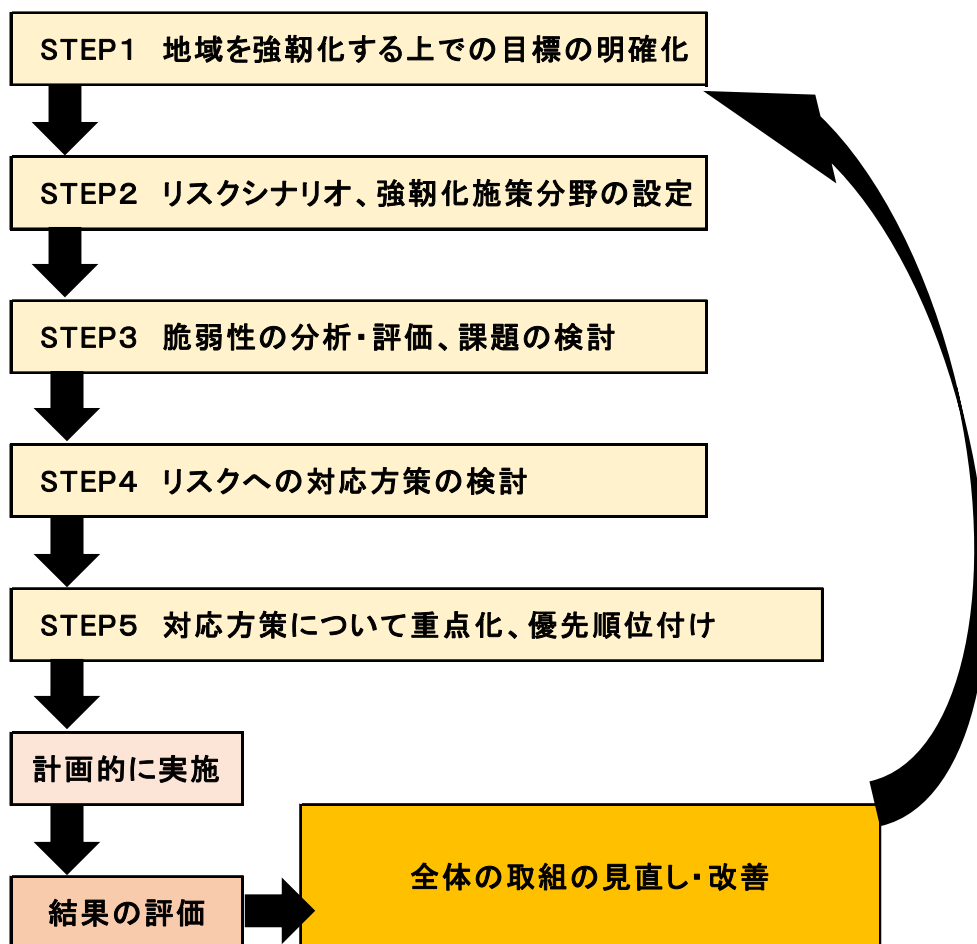 STEP1 地域を強靭化する上での目標の明確化
STEP2 リスクシナリオ、強靭化施策分野の設定
STEP3 脆弱性の分析・評価、課題の検討
STEP4 リスクへの対応方策の検討
STEP5 対応方策について重点化、優先順位付け
計画的に実施
結果の評価
全体の取組の見直し・改善